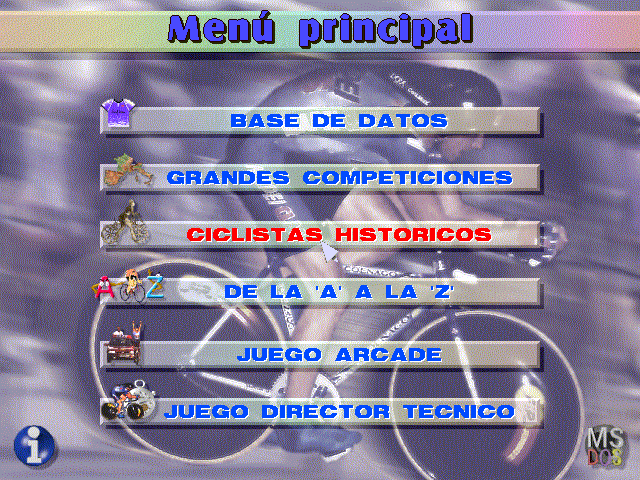 Menú principal
BASE DE DATOS
GRANDES COMPETICIONES
CICLISTAS HISTORICOS
DE LA 'A' A LA 'Z'
JUEGO ARCADE
JUEGO DIRECTOR TECNICO
COLNAGO
A Z
i
MS
DOS